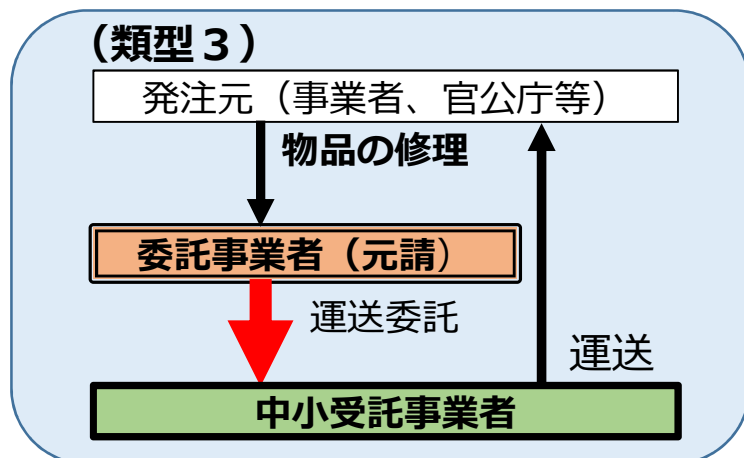 （類型３）
発注元（事業者、官公庁等）
物品の修理
委託事業者（元請）
運送委託
運送
中小受託事業者